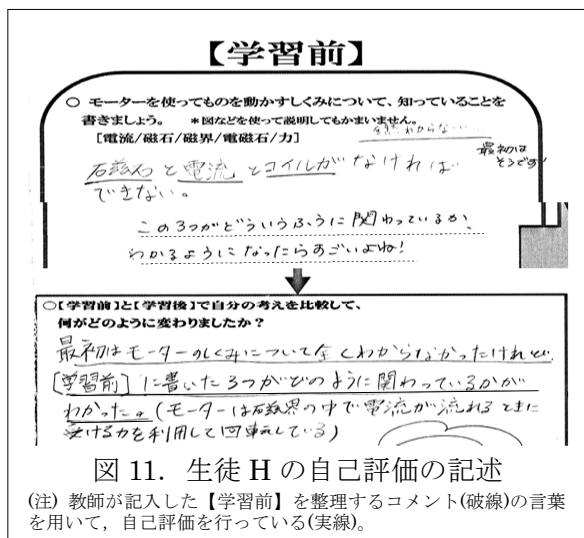 【学習前】
○ モーターを使ってものを動かすしくみについて、知っていることを
書きましょう。 *図などを使って説明してもかまいません。
[電流/磁石/磁界/電磁石/力]
全然わからない……
最初は
そうです!
磁石と電流とコイルがなければ
できない。
この3つがどういうふうに関わっているか、
わかるようになったらすごいよね!
○【学習前】と【学習後】で自分の考えを比較して、
何がどのように変わりましたか?
最初はモーターのしくみについて全くわからなかったけれど、
[学習前]に書いた3つがどのように関わっているかが
わかった。(モーターは磁界の中で電流が流れるときに
受ける力を利用して回転している)
図 11. 生徒 H の自己評価の記述
(注) 教師が記入した【学習前】を整理するコメント(破線)の言葉
を用いて，自己評価を行っている(実線)。